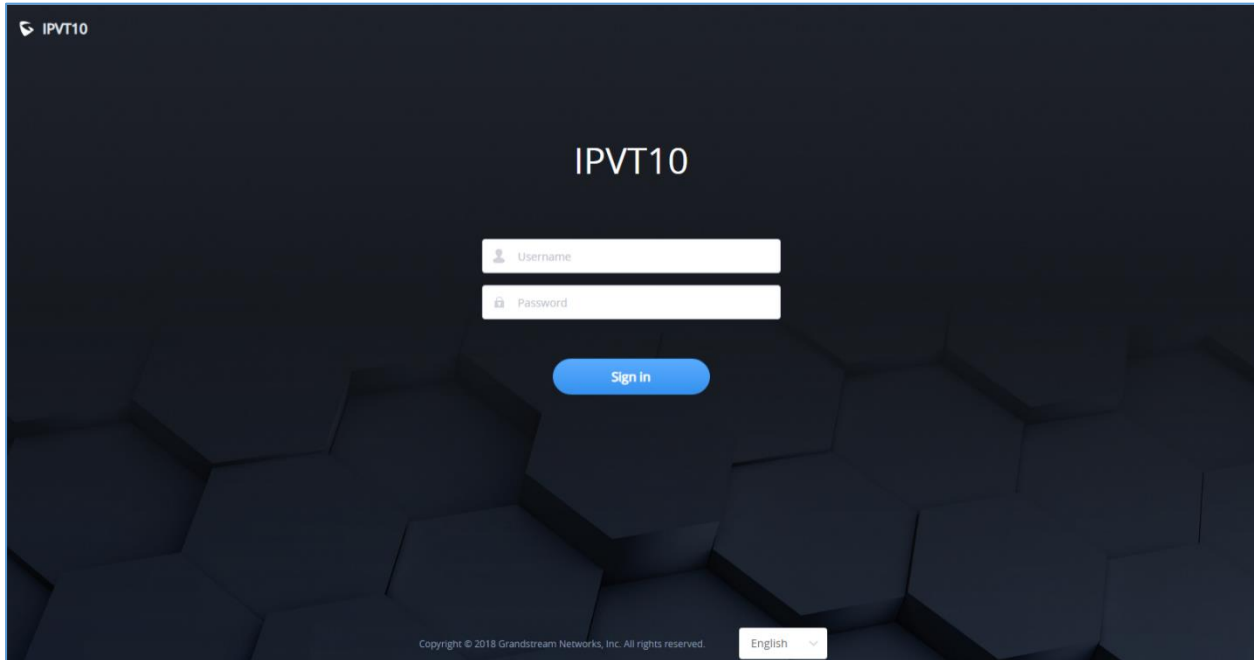 IPVT10
IPVT10
Username
Password
Sign in
Copyright © 2018 Grandstream Networks, Inc. All rights reserved.
English